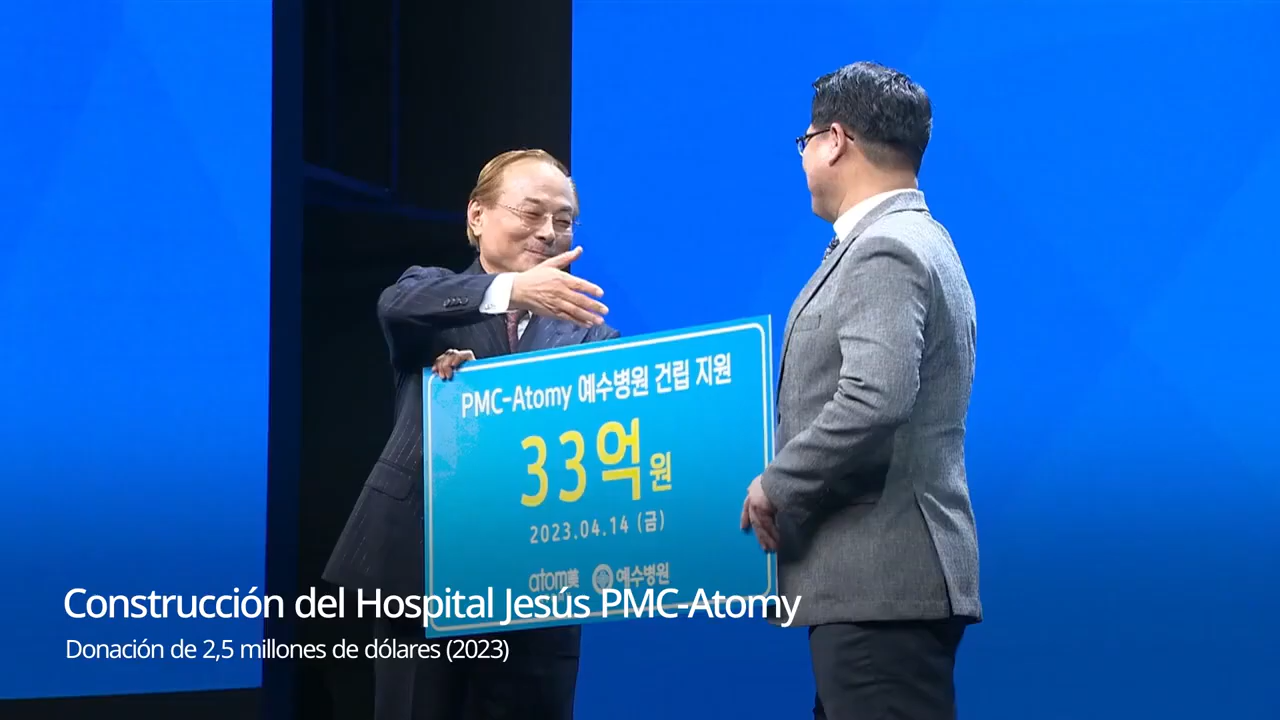 PMC-Atomy 예수병원 건립 지원
33억원
2023.04.14 (금)
atom美 예수병원
Construcción del Hospital Jesús PMC-Atomy
Donación de 2,5 millones de dólares (2023)